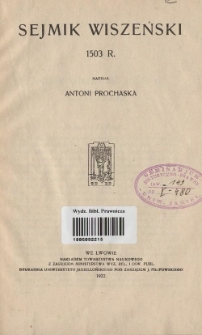 SEJMIK WISZEŃSKI
1503 R.
NAPISAŁ
ANTONI PROCHASKA
Wydz. Bibl. Prawnicza
WE LWOWIE
NAKŁADEM TOWARZYSTWA NAUKOWEGO
Z ZASIŁKIEM MINISTERSTWA WYZ. REL. I OŚW. PUBL.
DRUKARNIA UNIWERSYTETU JAGIELLOŃSKIEGO POD ZARZĄDEM J. FILIPOWSKIEGO
1922.